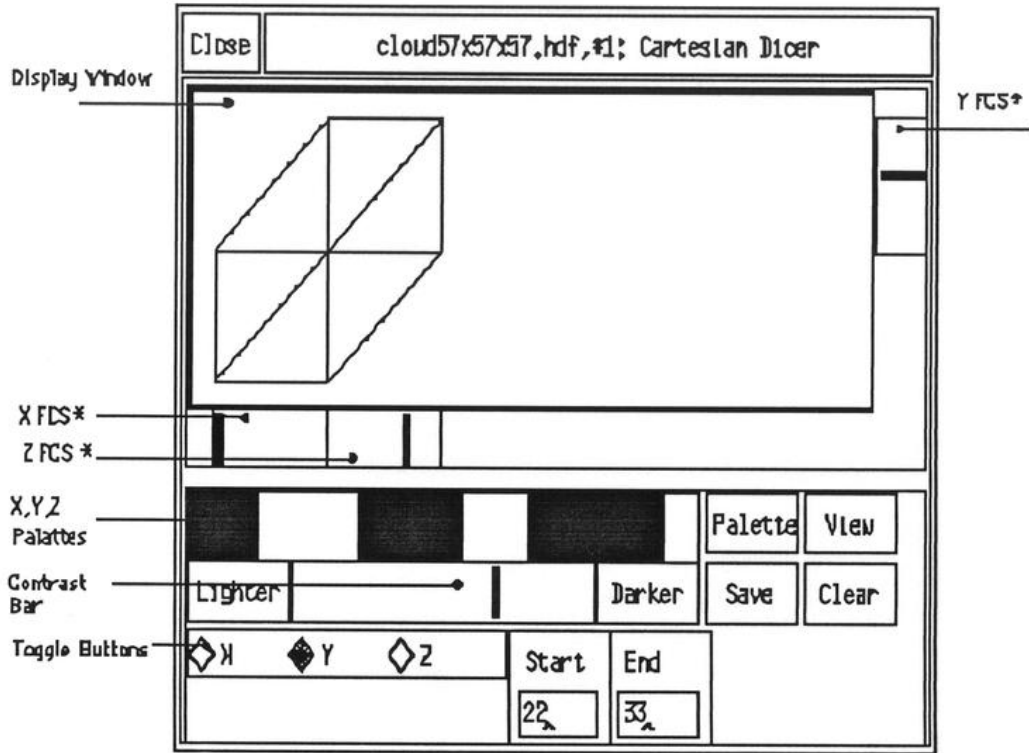 Close
cloud57x57x57.hdf,#1; Cartesian Dicer
Display Window
Y FCS*
X FCS*
Z FCS *
X,Y,Z
Palattes
Palette
View
Contrast
Bar
Lighter
Darker
Save
Clear
Toggle Buttons
X
Y
Z
Start
End
22
33